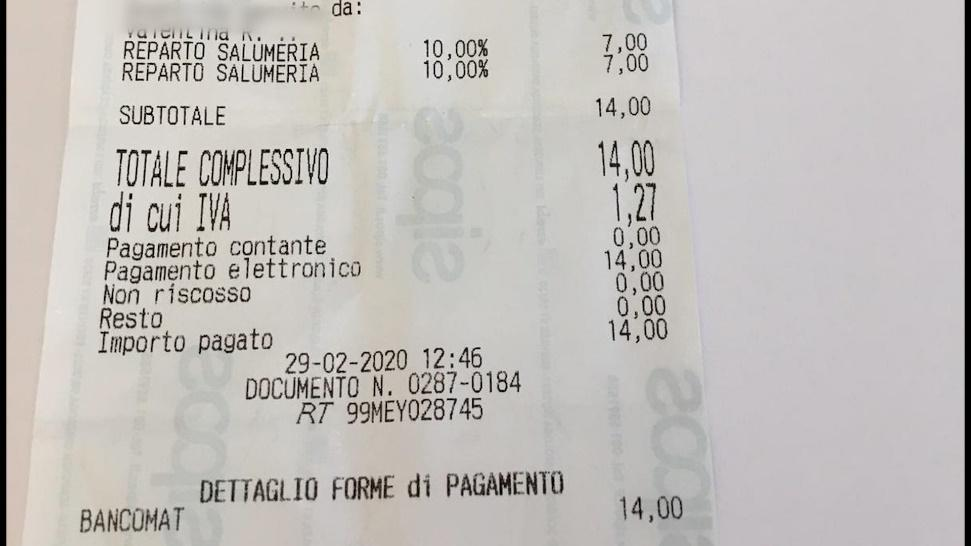 da:
Valentina R. ..
REPARTO SALUMERIA 10,00% 7,00
REPARTO SALUMERIA 10,00% 7,00
SUBTOTALE 14,00
TOTALE COMPLESSIVO 14,00
di cui IVA 1,27
Pagamento contante 0,00
Pagamento elettronico 14,00
Non riscosso 0,00
Resto 0,00
Importo pagato 14,00
29-02-2020 12:46
DOCUMENTO N. 0287-0184
RT 99MEY028745
DETTAGLIO FORME di PAGAMENTO
BANCOMAT 14,00